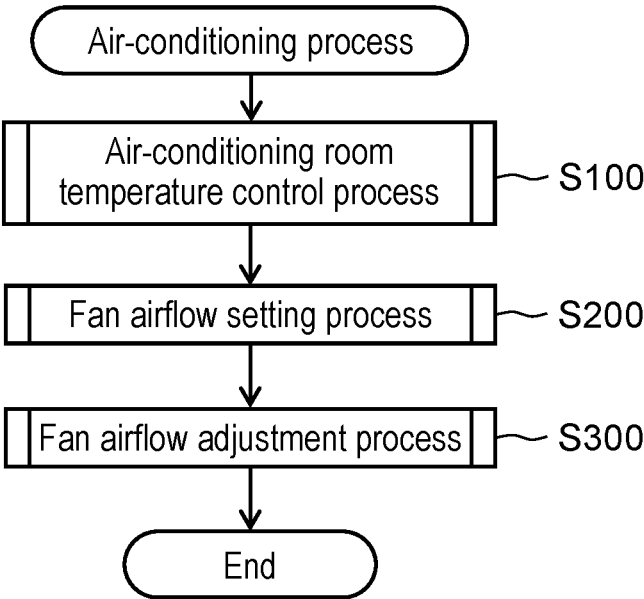 Air-conditioning process
Air-conditioning room
temperature control process
S100
Fan airflow setting process
S200
Fan airflow adjustment process
S300
End